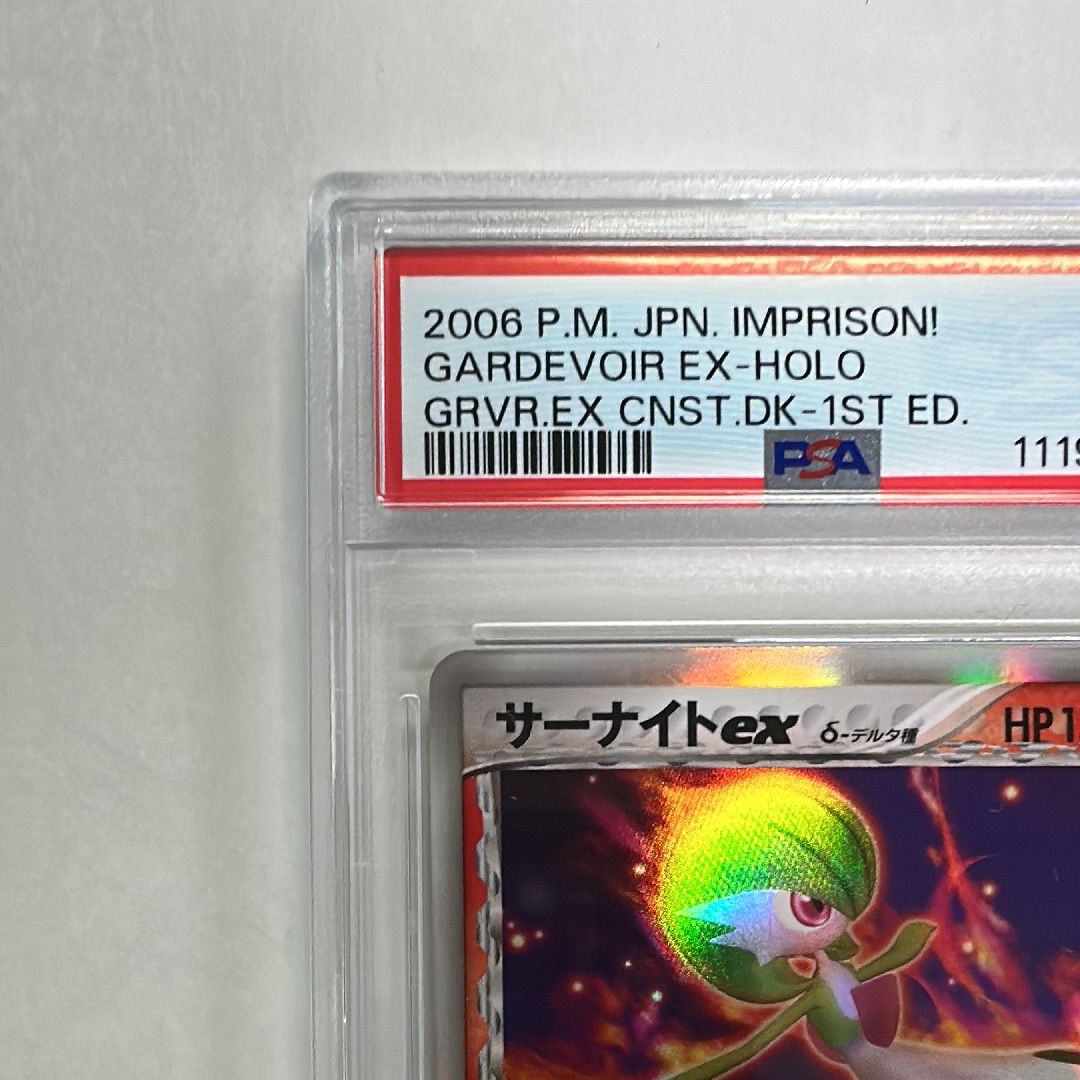 2006 P.M. JPN. IMPRISON!
GARDEVOIR EX-HOLO
GRVR.EX CNST.DK-1ST ED.
PSA
サーナイトex δ-デルタ種 HP